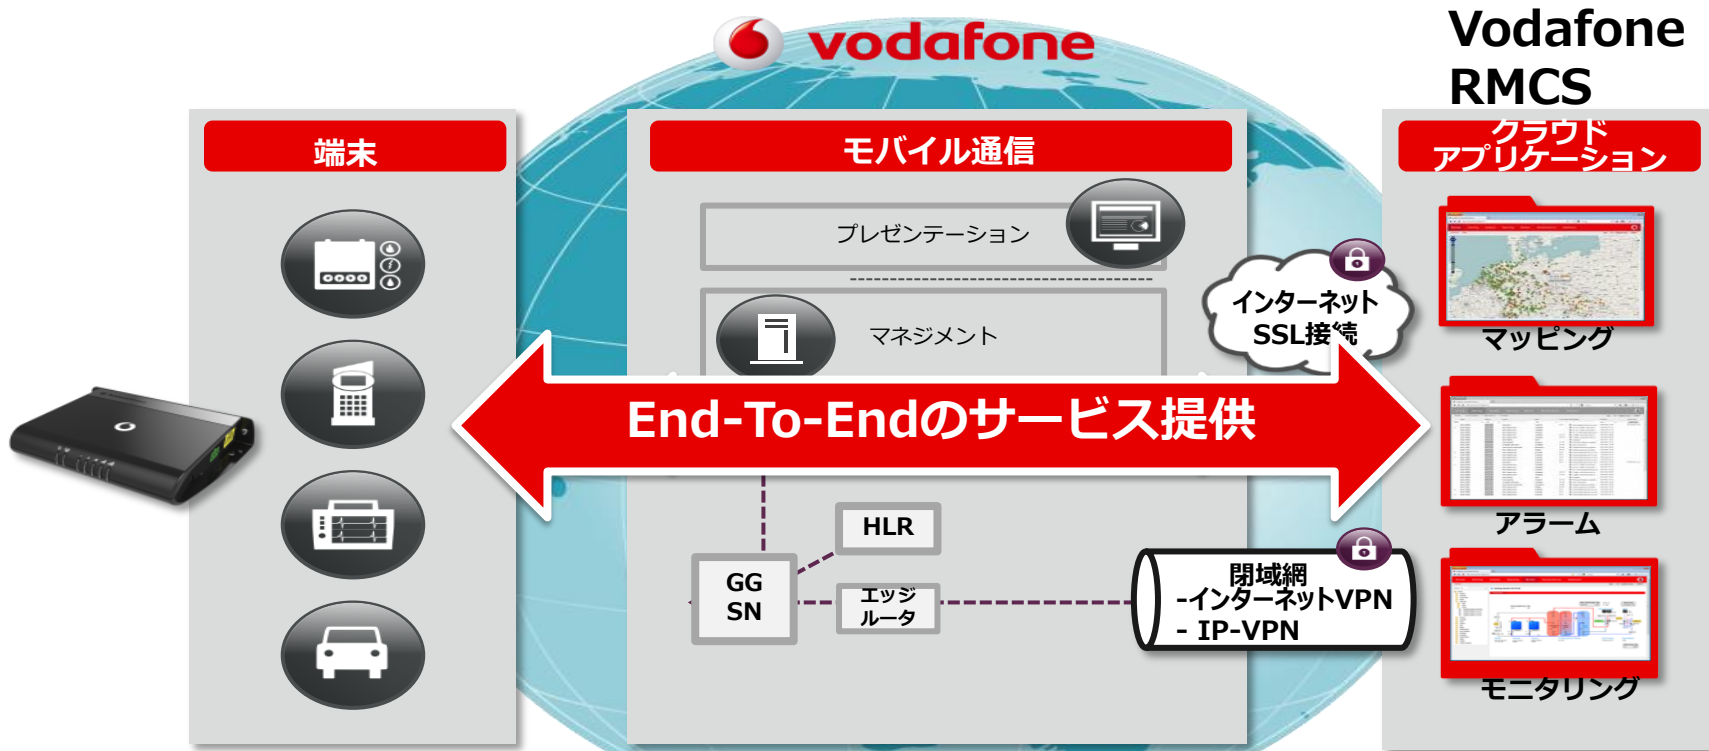 vodafone
Vodafone
RMCS
端末
モバイル通信
クラウド
アプリケーション
プレゼンテーション
マネジメント
インターネット
SSL接続
マッピング
End-To-Endのサービス提供
アラーム
HLR
GG
SN
エッジ
ルータ
閉域網
-インターネットVPN
- IP-VPN
モニタリング